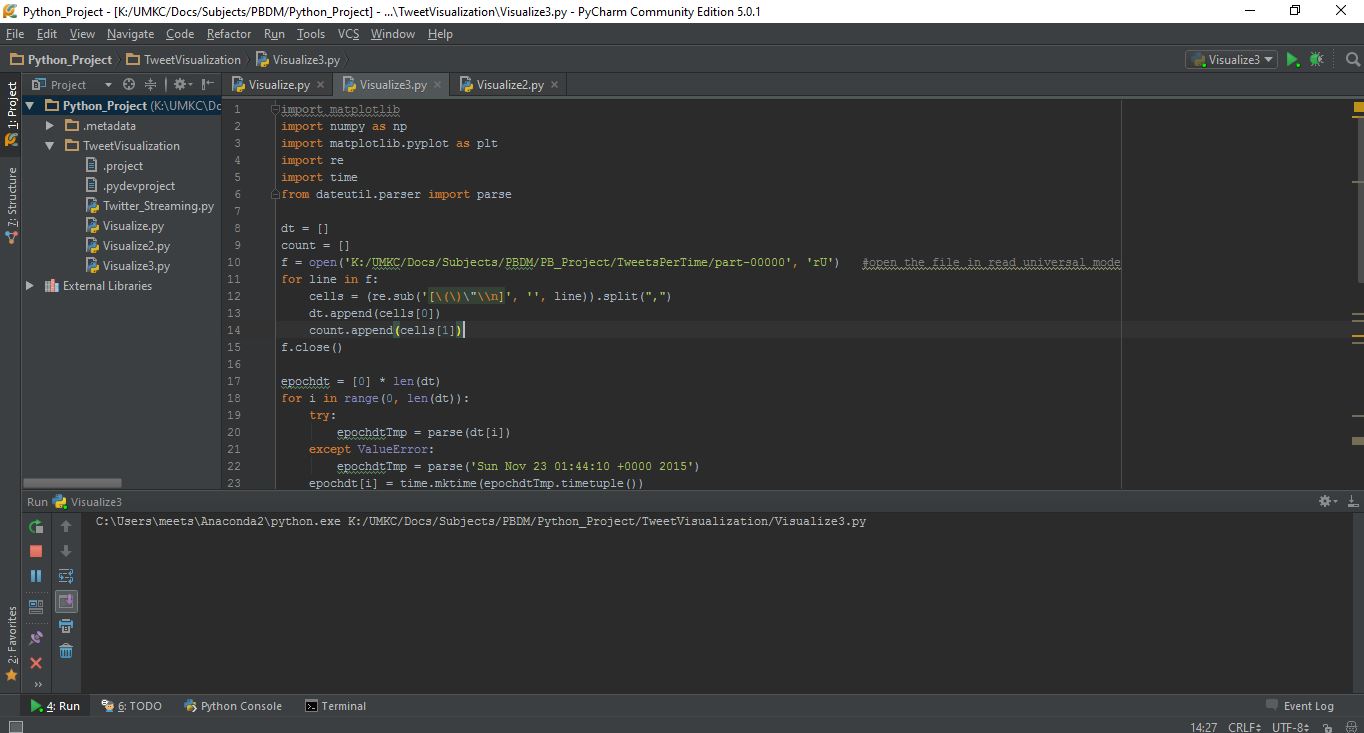 Python_Project - [K:/UMKC/Docs/Subjects/PBDM/Python_Project] - ...\TweetVisualization\Visualize3.py - PyCharm Community Edition 5.0.1
File Edit View Navigate Code Refactor Run Tools VCS Window Help
Python_Project TweetVisualization Visualize3.py Visualize3
Project Visualize.py Visualize3.py Visualize2.py
1: Project
7: Structure
2: Favorites
Python_Project (K:\UMKC\Dc
.metadata
TweetVisualization
.project
.pydevproject
Twitter_Streaming.py
Visualize.py
Visualize2.py
Visualize3.py
External Libraries
1 import matplotlib
2 import numpy as np
3 import matplotlib.pyplot as plt
4 import re
5 import time
6 from dateutil.parser import parse
7
8 dt = []
9 count = []
10 f = open('K:/UMKC/Docs/Subjects/PBDM/PB_Project/TweetsPerTime/part-00000', 'rU') #open the file in read universal mode
11 for line in f:
12 cells = (re.sub('[\(\)\"\\n]', '', line)).split(",")
13 dt.append(cells[0])
14 count.append(cells[1])
15 f.close()
16
17 epochdt = [0] * len(dt)
18 for i in range(0, len(dt)):
19 try:
20 epochdtTmp = parse(dt[i])
21 except ValueError:
22 epochdtTmp = parse('Sun Nov 23 01:44:10 +0000 2015')
23 epochdt[i] = time.mktime(epochdtTmp.timetuple())
Run Visualize3
C:\Users\meets\Anaconda2\python.exe K:/UMKC/Docs/Subjects/PBDM/Python_Project/TweetVisualization/Visualize3.py
4: Run 6: TODO Python Console Terminal Event Log
14:27 CRLF UTF-8